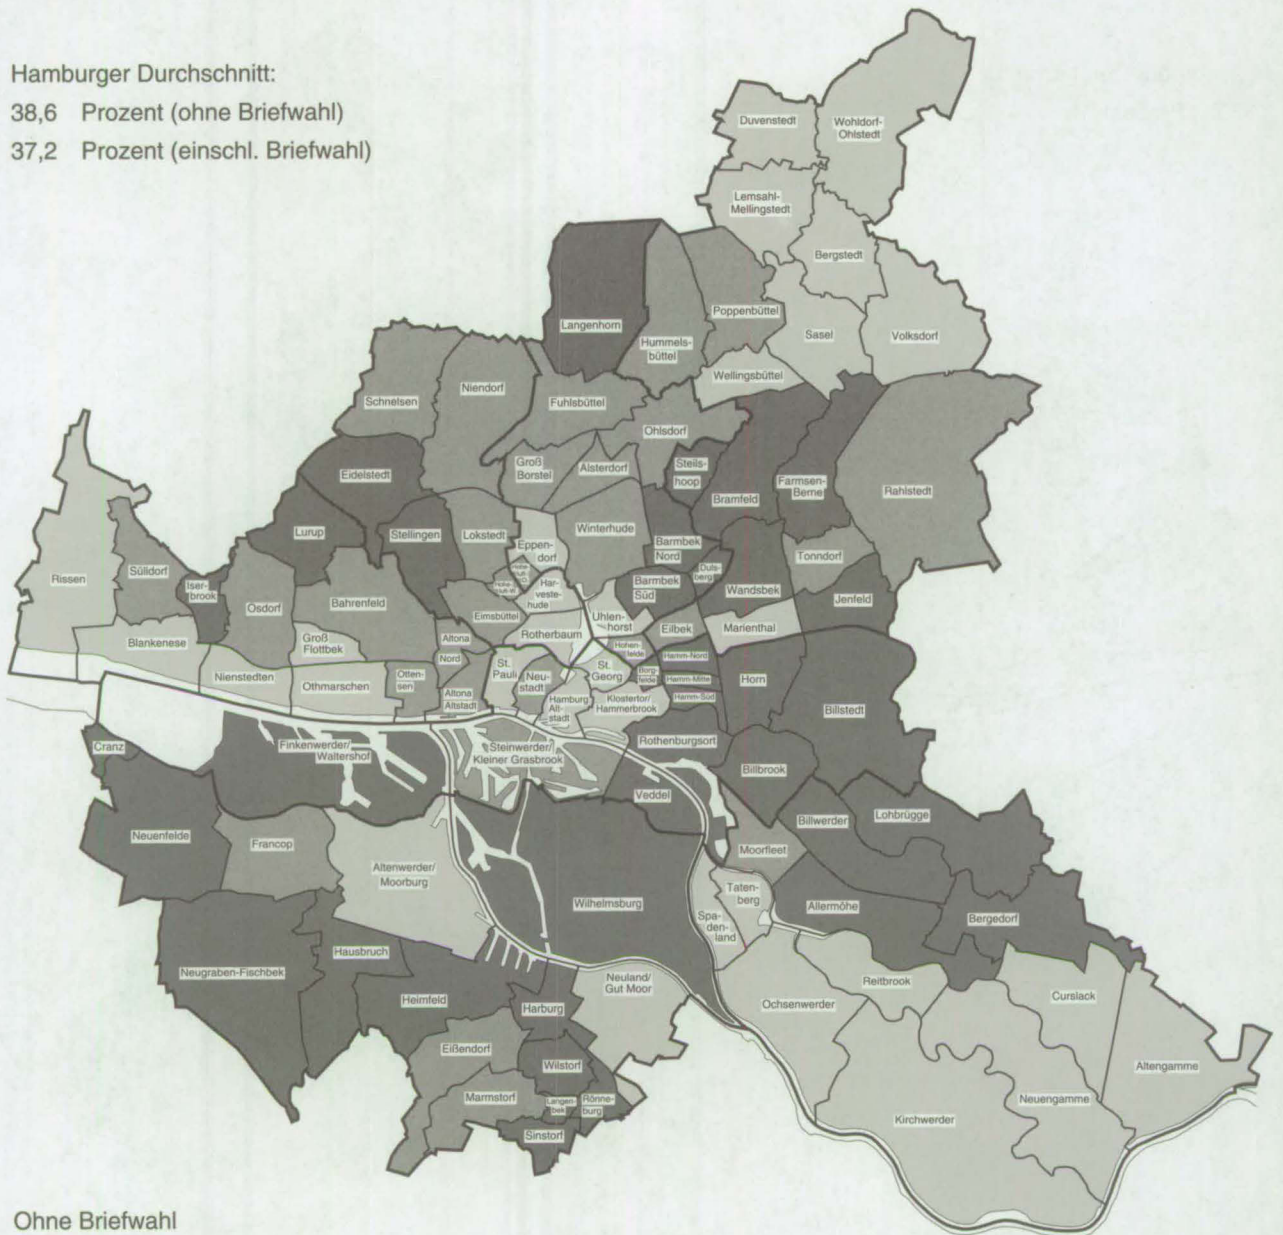 Hamburger Durchschnitt:
38,6 Prozent (ohne Briefwahl)
37,2 Prozent (einschl. Briefwahl)
Duvenstedt
Wohldorf-
Ohlstedt
Lemsahl-
Mellingstedt
Bergstedt
Langenhorn
Hummels-
büttel
Poppenbüttel
Sasel
Volksdorf
Wellingsbüttel
Schnelsen
Niendorf
Fuhlsbüttel
Ohlsdorf
Eidelstedt
Groß
Borstel
Alsterdorf
Steils-
hoop
Bramfeld
Farmsen-
Berne
Rahlstedt
Lurup
Stellingen
Lokstedt
Eppen-
dorf
Winterhude
Barmbek
Nord
Tonndorf
Rissen
Sülldorf
Iser-
brook
Osdorf
Bahrenfeld
Hohe-
luft-O.
Hohe-
luft-W.
Har-
veste-
hude
Barmbek
Süd
Duls-
berg
Wandsbek
Jenfeld
Eimsbüttel
Uhlen-
horst
Eilbek
Marienthal
Blankenese
Groß
Flottbek
Altona
Nord
Rotherbaum
Hohen-
felde
Hamm-Nord
Nienstedten
Othmarschen
Otten-
sen
Altona
Altstadt
St.
Pauli
Neu-
stadt
St.
Georg
Borg-
felde
Hamm-Mitte
Hamm-Süd
Horn
Billstedt
Hamburg
Alt-
stadt
Klostertor/
Hammerbrook
Cranz
Finkenwerder/
Waltershof
Steinwerder/
Kleiner Grasbrook
Rothenburgsort
Billbrook
Veddel
Neuenfelde
Francop
Altenwerder/
Moorburg
Moorfleet
Billwerder
Lohbrügge
Wilhelmsburg
Spa-
den-
land
Taten-
berg
Allermöhe
Bergedorf
Neugraben-Fischbek
Hausbruch
Heimfeld
Harburg
Neuland/
Gut Moor
Ochsenwerder
Reitbrook
Curslack
Eißendorf
Wilstorf
Altengamme
Marmstorf
Langen-
bek
Rönne-
burg
Neuengamme
Sinstorf
Kirchwerder
Ohne Briefwahl